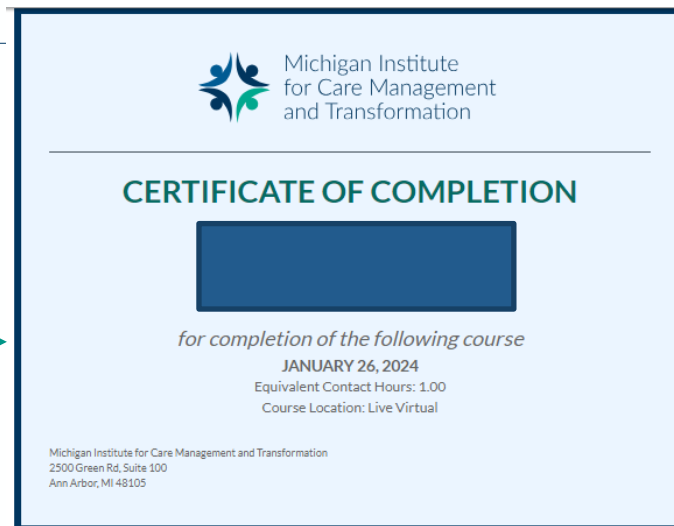 Michigan Institute
for Care Management
and Transformation
CERTIFICATE OF COMPLETION
for completion of the following course
JANUARY 26, 2024
Equivalent Contact Hours: 1.00
Course Location: Live Virtual
Michigan Institute for Care Management and Transformation
2500 Green Rd, Suite 100
Ann Arbor, MI 48105